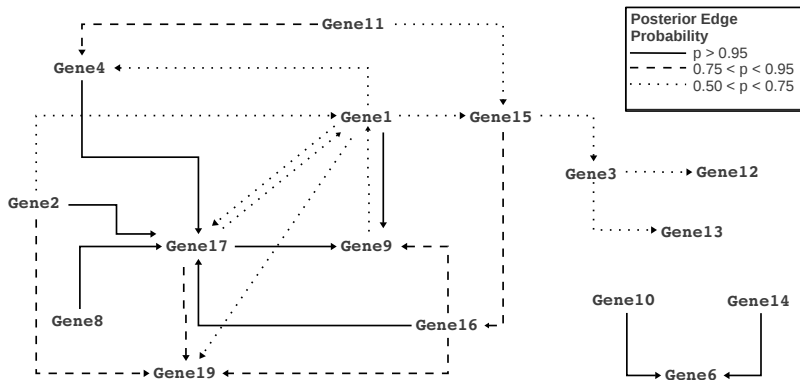 Gene11
Posterior Edge
Probability
p > 0.95
0.75 < p < 0.95
0.50 < p < 0.75
Gene4
Gene1
Gene15
Gene3
Gene12
Gene2
Gene17
Gene9
Gene13
Gene8
Gene16
Gene10
Gene14
Gene19
Gene6